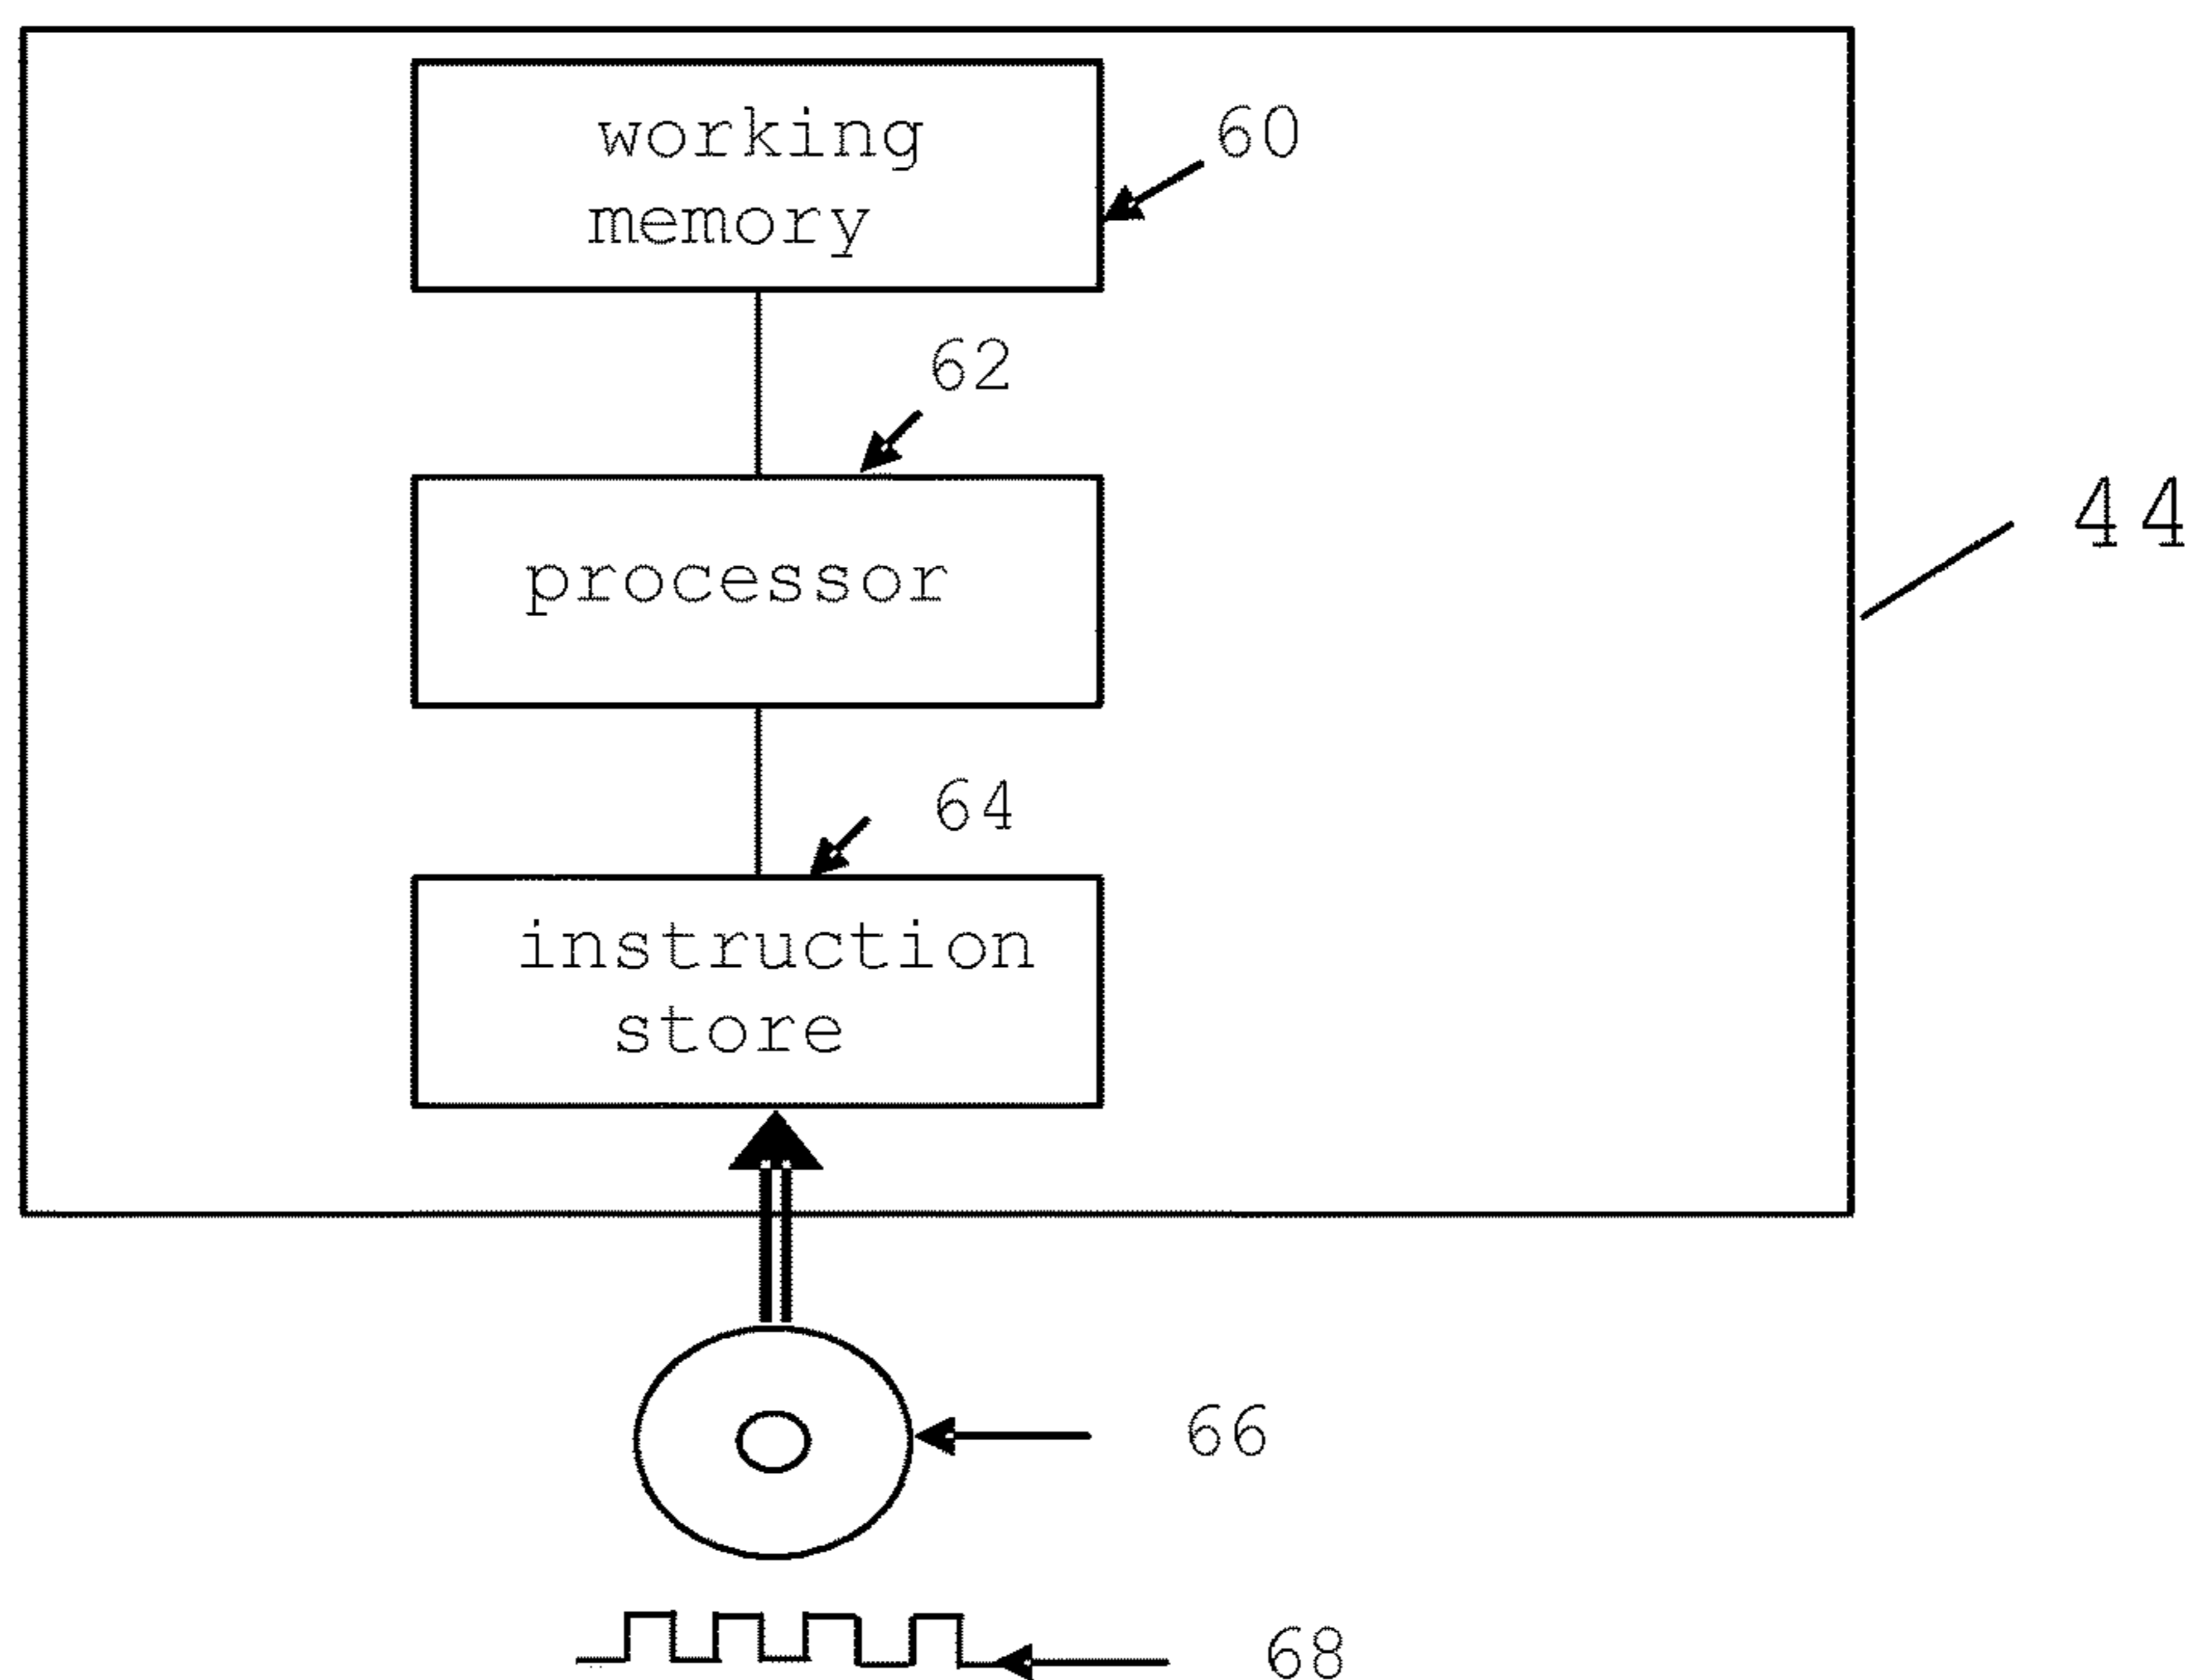 working
memory
60
62
processor
44
64
instruction
store
66
68